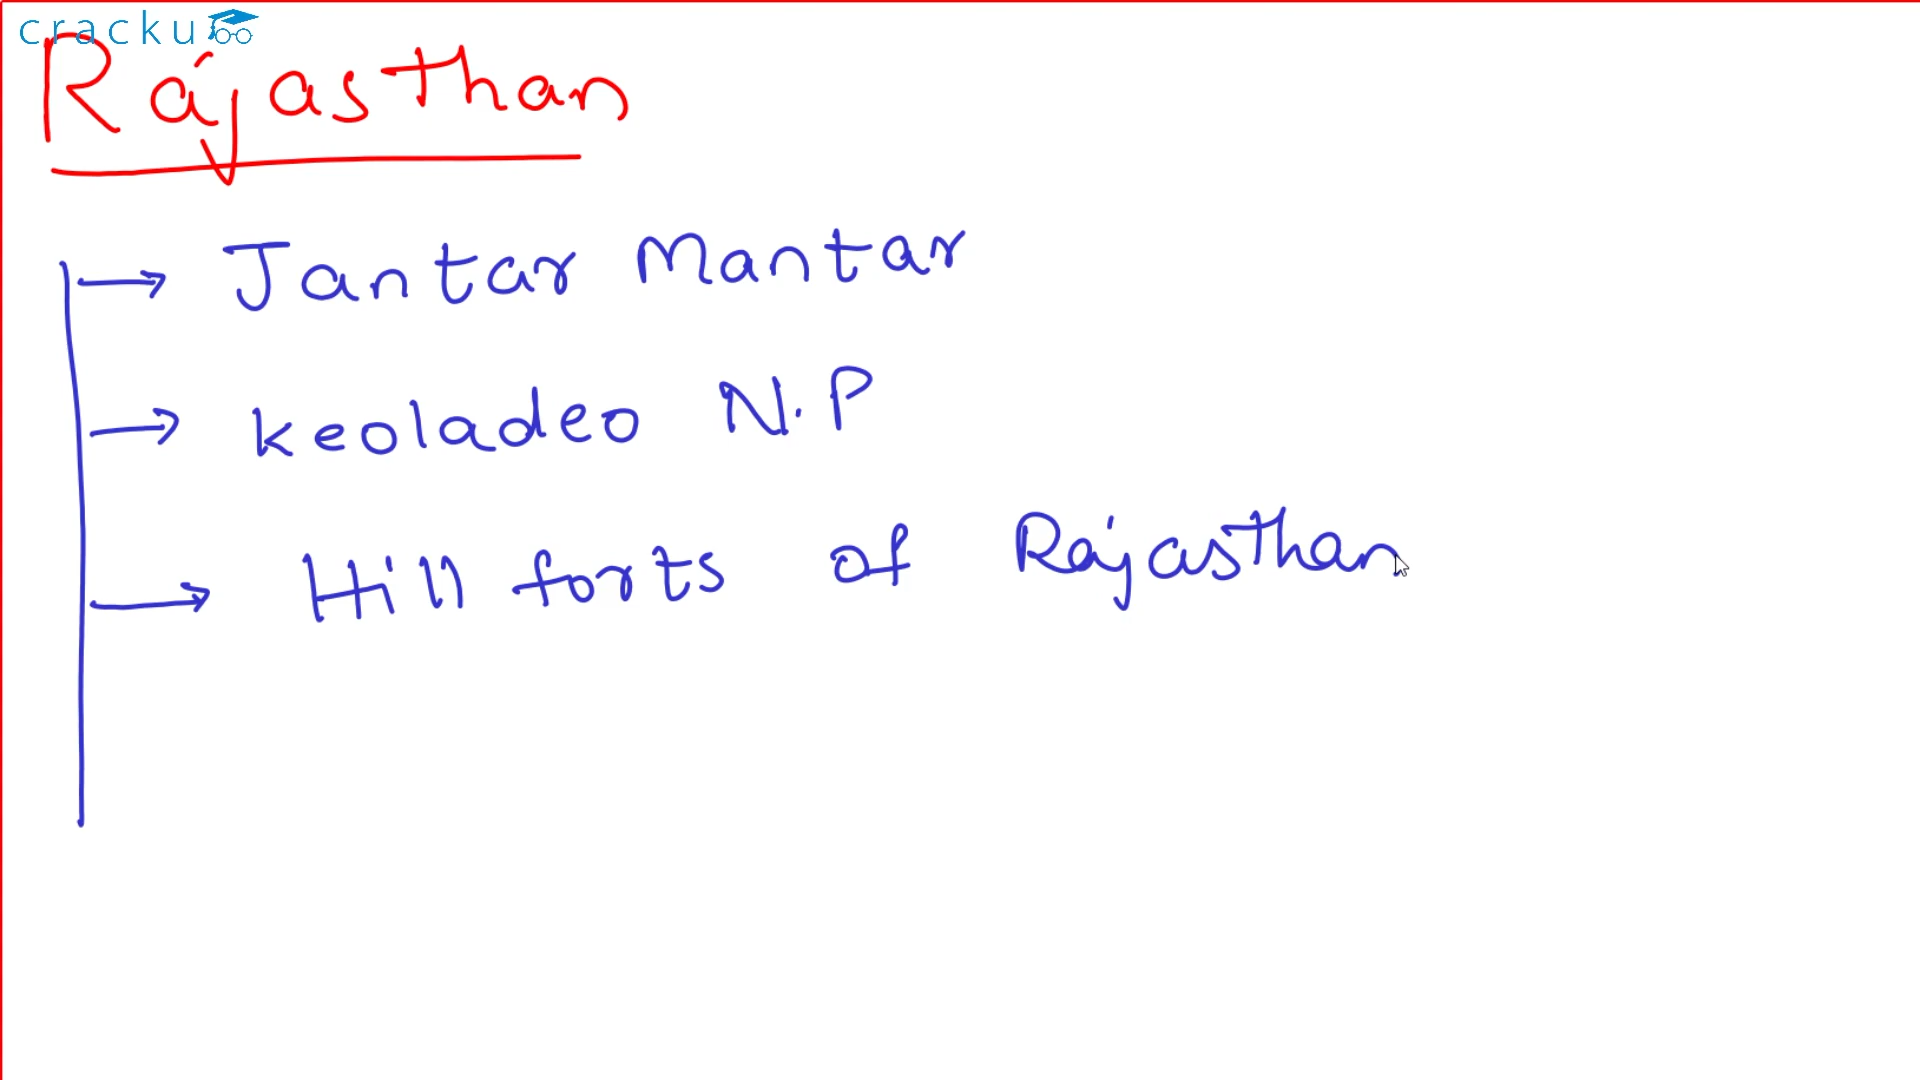 cracku
Rajasthan
Jantar Mantar
keoladeo N.P
Hill forts of Rajasthan